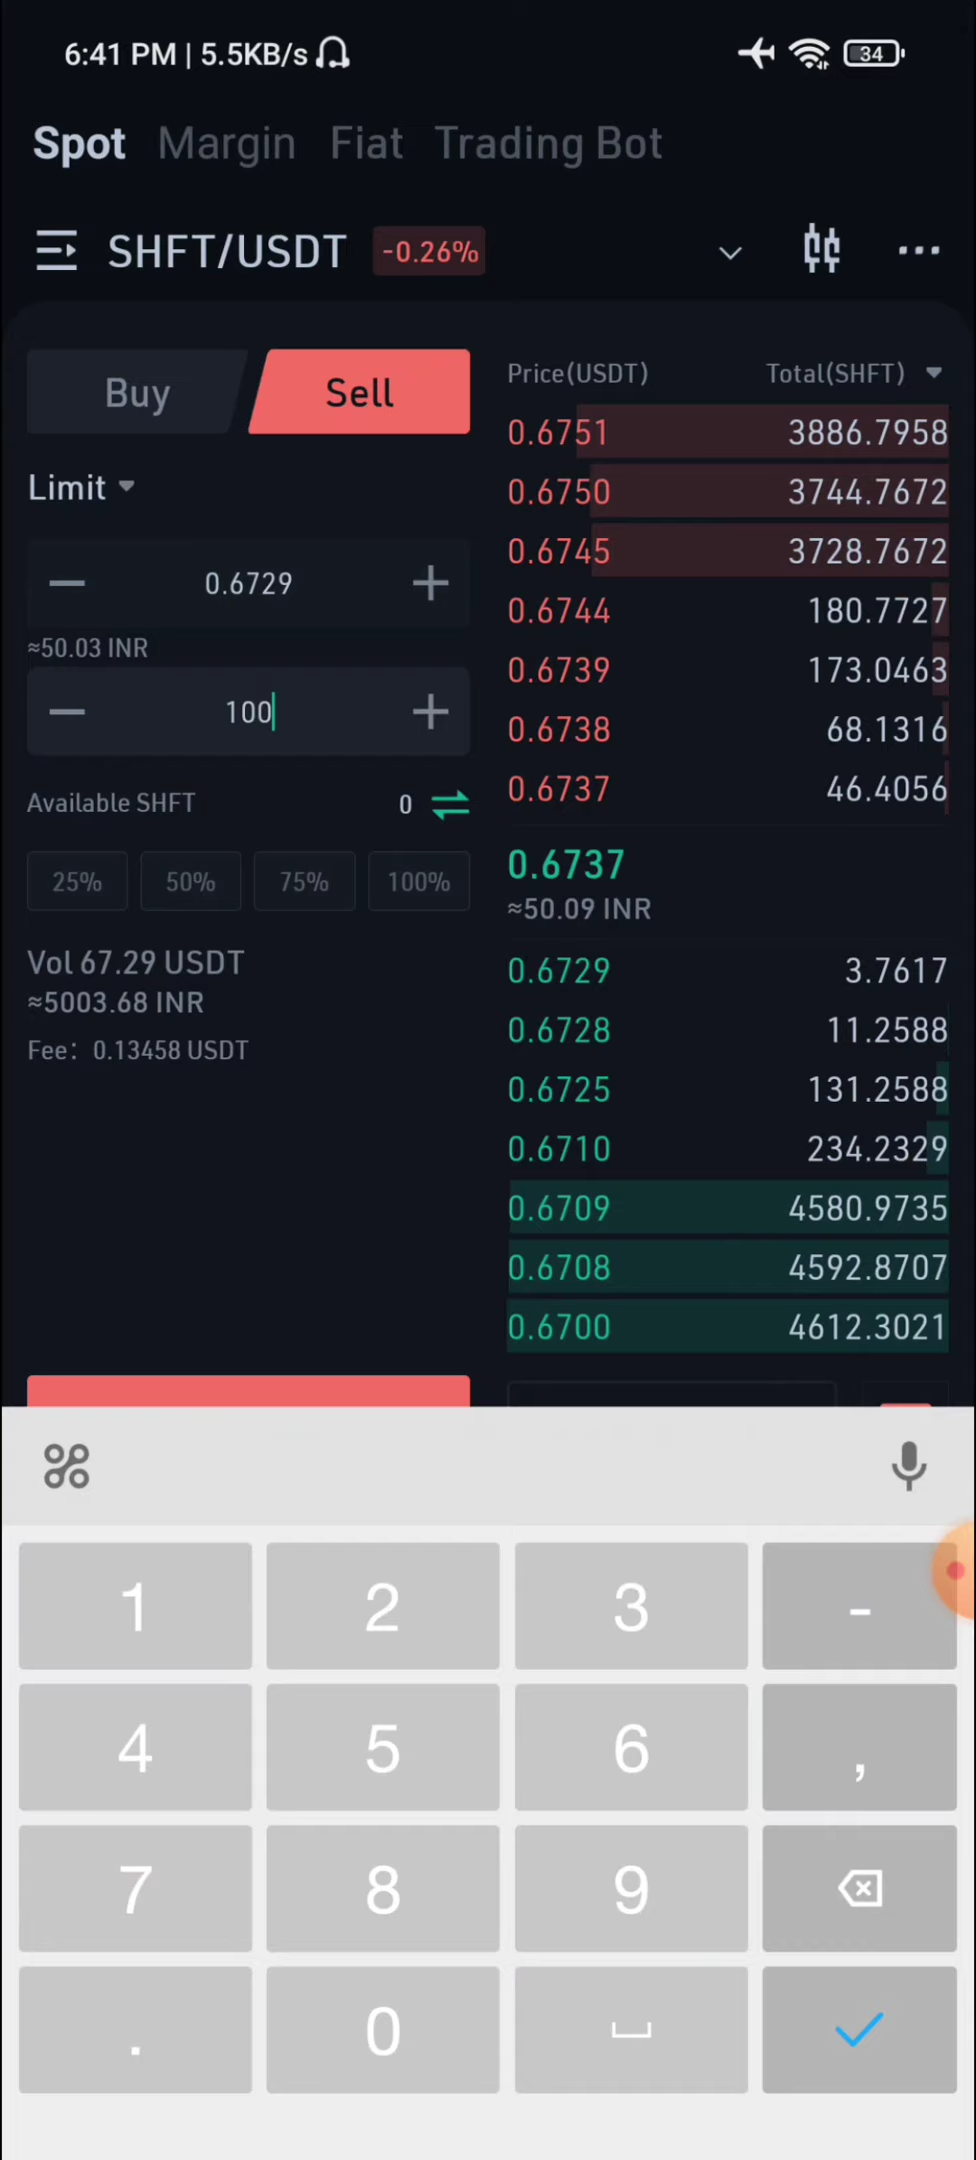 6:41 PM | 5.5KB/s 34
Spot Margin Fiat Trading Bot
SHFT/USDT -0.26%
Buy Sell
Limit
0.6729
≈50.03 INR
100
Available SHFT 0
25% 50% 75% 100%
Vol 67.29 USDT
≈5003.68 INR
Fee: 0.13458 USDT
Price(USDT) Total(SHFT)
0.6751 3886.7958
0.6750 3744.7672
0.6745 3728.7672
0.6744 180.7727
0.6739 173.0463
0.6738 68.1316
0.6737 46.4056
0.6737
≈50.09 INR
0.6729 3.7617
0.6728 11.2588
0.6725 131.2588
0.6710 234.2329
0.6709 4580.9735
0.6708 4592.8707
0.6700 4612.3021
1 2 3 -
4 5 6 ,
7 8 9
. 0